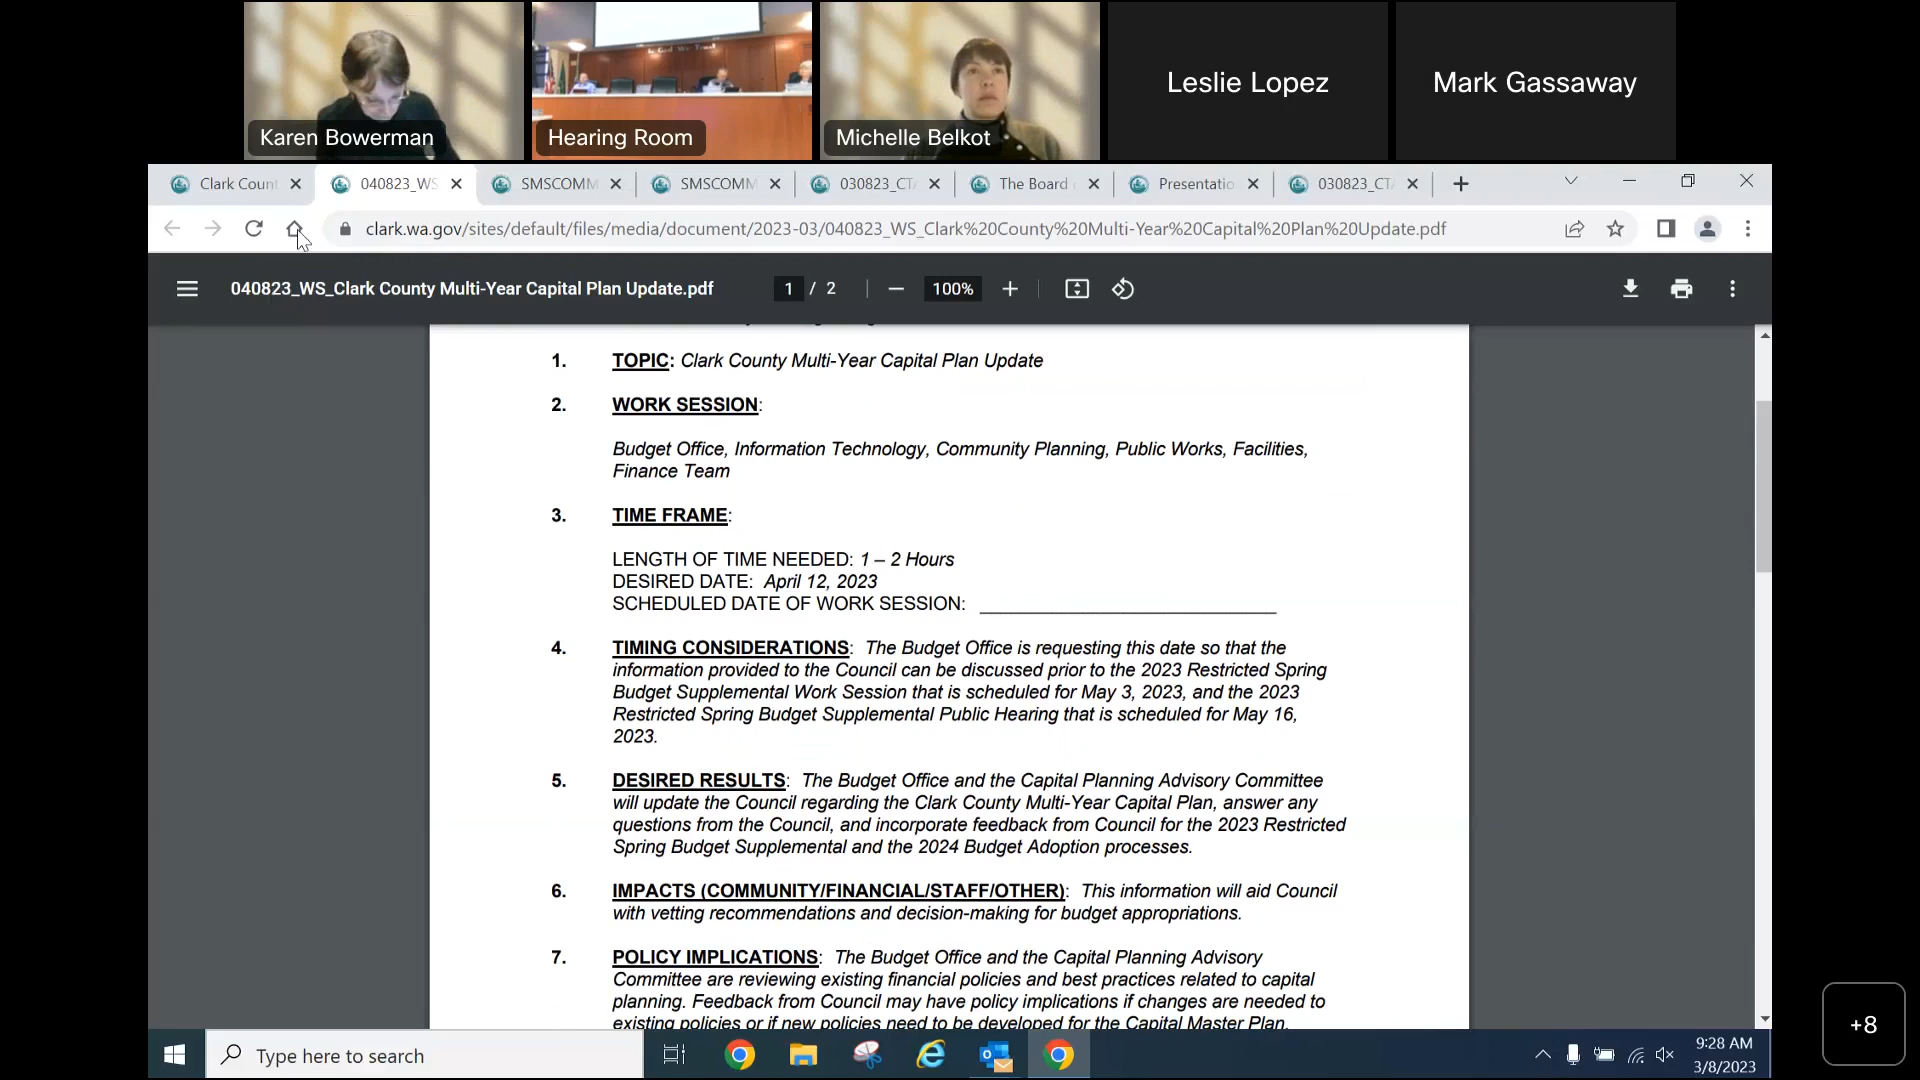 In God We Trust
Karen Bowerman
Hearing Room
Michelle Belkot
Leslie Lopez
Mark Gassaway
Clark Count
040823_WS
SMSCOMM
SMSCOMM
030823_CTA
The Board o
Presentatio
030823_CTA
clark.wa.gov/sites/default/files/media/document/2023-03/040823_WS_Clark%20County%20Multi-Year%20Capital%20Plan%20Update.pdf
040823_WS_Clark County Multi-Year Capital Plan Update.pdf
1 / 2
100%
1. TOPIC: Clark County Multi-Year Capital Plan Update
2. WORK SESSION:
Budget Office, Information Technology, Community Planning, Public Works, Facilities,
Finance Team
3. TIME FRAME:
LENGTH OF TIME NEEDED: 1 – 2 Hours
DESIRED DATE: April 12, 2023
SCHEDULED DATE OF WORK SESSION: ______________________________
4. TIMING CONSIDERATIONS: The Budget Office is requesting this date so that the
information provided to the Council can be discussed prior to the 2023 Restricted Spring
Budget Supplemental Work Session that is scheduled for May 3, 2023, and the 2023
Restricted Spring Budget Supplemental Public Hearing that is scheduled for May 16,
2023.
5. DESIRED RESULTS: The Budget Office and the Capital Planning Advisory Committee
will update the Council regarding the Clark County Multi-Year Capital Plan, answer any
questions from the Council, and incorporate feedback from Council for the 2023 Restricted
Spring Budget Supplemental and the 2024 Budget Adoption processes.
6. IMPACTS (COMMUNITY/FINANCIAL/STAFF/OTHER): This information will aid Council
with vetting recommendations and decision-making for budget appropriations.
7. POLICY IMPLICATIONS: The Budget Office and the Capital Planning Advisory
Committee are reviewing existing financial policies and best practices related to capital
planning. Feedback from Council may have policy implications if changes are needed to
existing policies or if new policies need to be developed for the Capital Master Plan.
+8
Type here to search
9:28 AM
3/8/2023